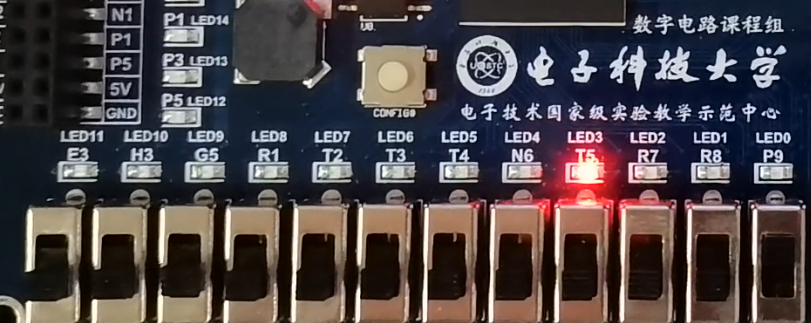 N1
P1
P5
5V
GND
P1 LED14
P3 LED13
P5 LED12
CONFIG0
数字电路课程组
电子科技大学
电子技术国家级实验教学示范中心
LED11 LED10 LED9 LED8 LED7 LED6 LED5 LED4 LED3 LED2 LED1 LED0
E3 H3 G5 R1 T2 T3 T4 N6 T5 R7 R8 P9